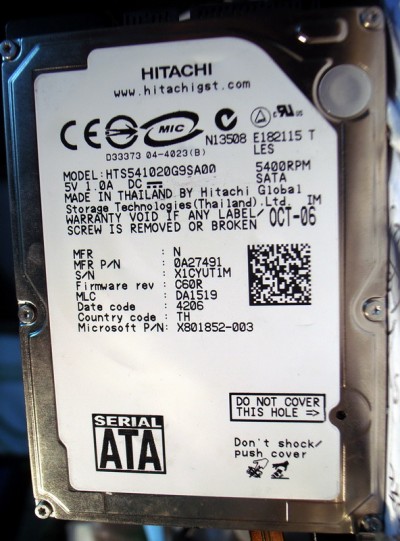 HITACHI
www.hitachigst.com
CE MIC
N13508 E182115 T
D33373 04-4023(B) LES
MODEL: HTS541020G9SA00 5400RPM
5V 1.0A DC SATA
MADE IN THAILAND BY Hitachi Global
Storage Technologies(Thailand).Ltd. IM
WARRANTY VOID IF ANY LABEL/ OCT-06
SCREW IS REMOVED OR BROKEN
MFR : N
MFR P/N : 0A27491
S/N : X1CYUT1M
Firmware rev : C60R
MLC : DA1519
Date code : 4206
Country code : TH
Microsoft P/N: X801852-003
DO NOT COVER
THIS HOLE =>
SERIAL
ATA
Don't shock/
push cover